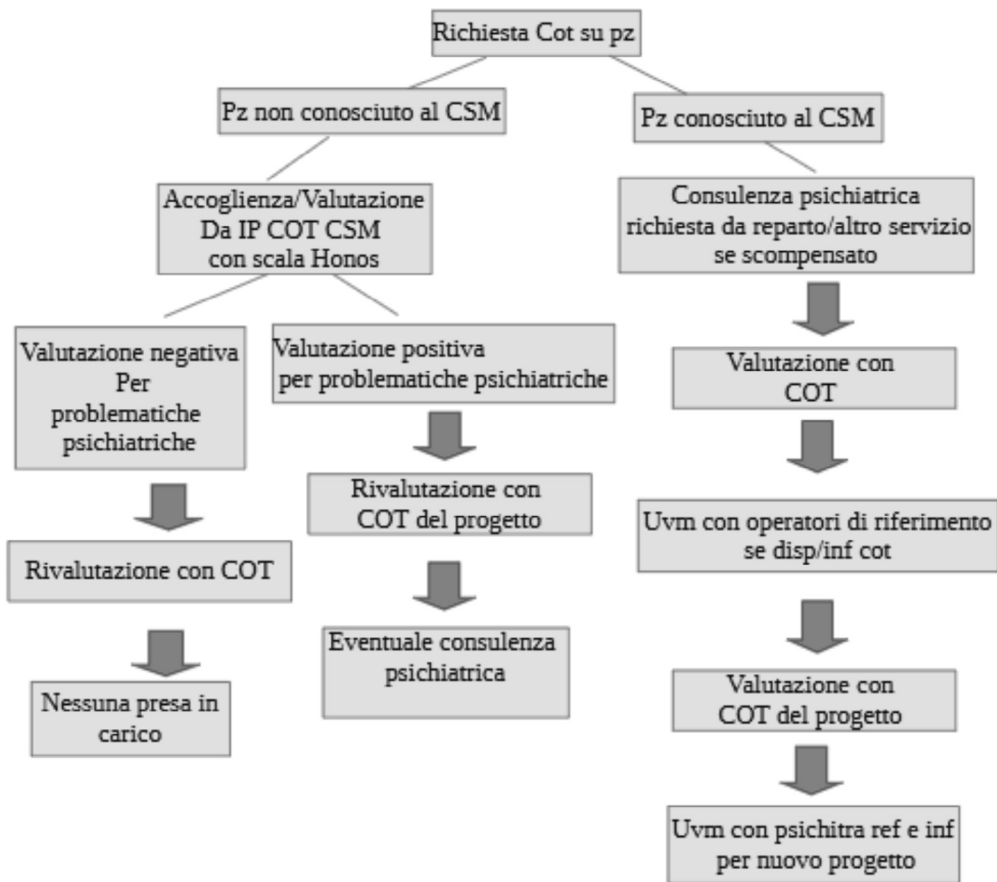 Richiesta Cot su pz
Pz non conosciuto al CSM
Pz conosciuto al CSM
Accoglienza/Valutazione
Da IP COT CSM
con scala Honos
Consulenza psichiatrica
richiesta da reparto/altro servizio
se scompensato
Valutazione negativa
Per
problematiche
psichiatriche
Valutazione positiva
per problematiche psichiatriche
Valutazione con
COT
Rivalutazione con
COT del progetto
Uvm con operatori di riferimento
se disp/inf cot
Rivalutazione con COT
Eventuale consulenza
psichiatrica
Nessuna presa in
carico
Valutazione con
COT del progetto
Uvm con psichitra ref e inf
per nuovo progetto